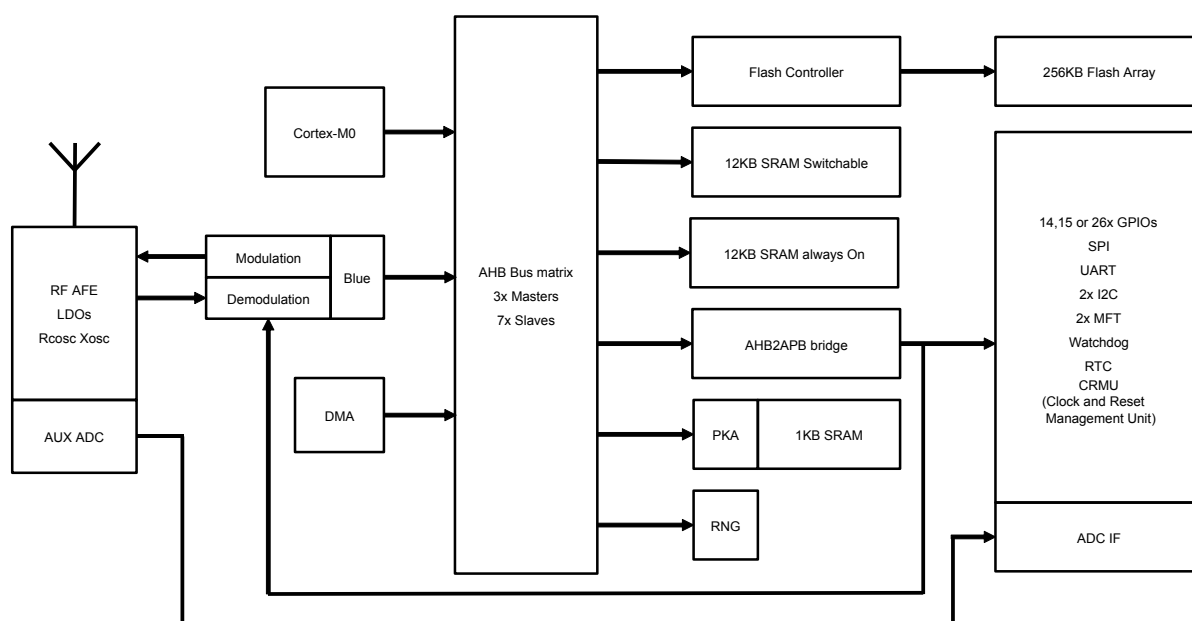 Flash Controller
256KB Flash Array
Cortex-M0
12KB SRAM Switchable
14,15 or 26x GPIOs
SPI
UART
2x I2C
2x MFT
Watchdog
RTC
CRMU
(Clock and Reset
Management Unit)
Modulation
Demodulation
Blue
12KB SRAM always On
AHB Bus matrix
3x Masters
7x Slaves
RF AFE
LDOs
Rcosc Xosc
AHB2APB bridge
DMA
PKA
1KB SRAM
AUX ADC
RNG
ADC IF